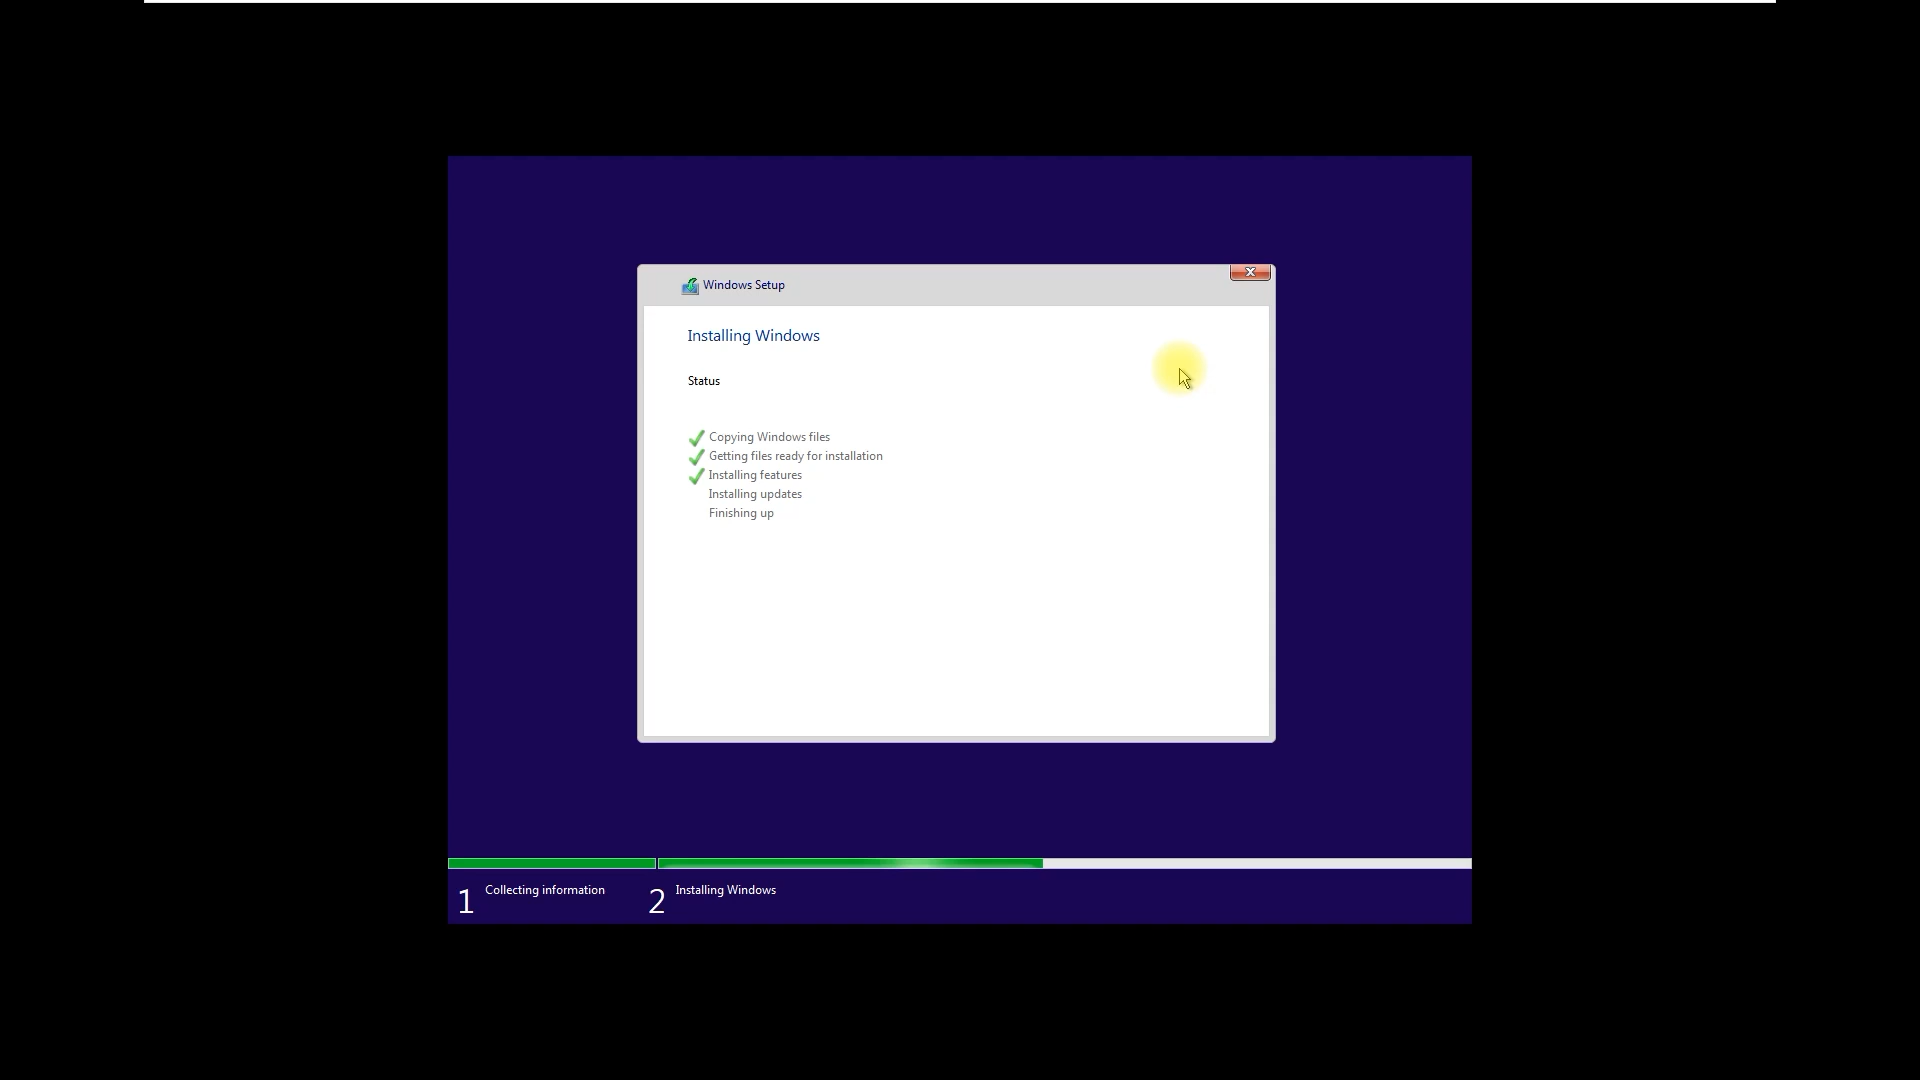 Windows Setup
Installing Windows
Status
Copying Windows files
Getting files ready for installation
Installing features
Installing updates
Finishing up
1 Collecting information 2 Installing Windows